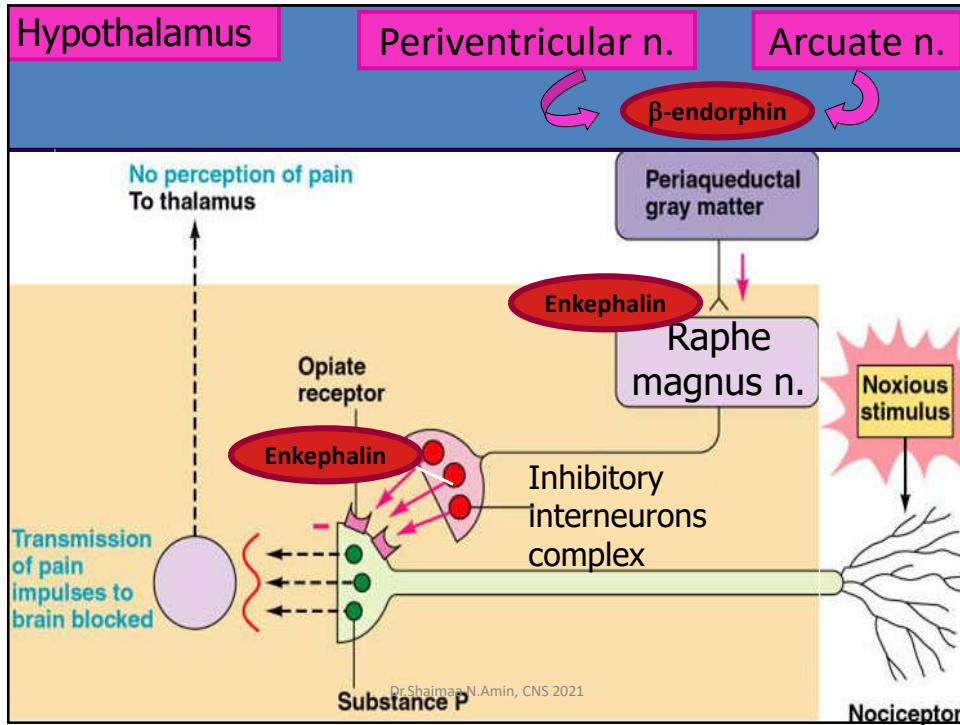 Hypothalamus
Periventricular n.
Arcuate n.
β-endorphin
No perception of pain
To thalamus
Periaqueductal
gray matter
Enkephalin
Raphe
magnus n.
Opiate
receptor
Noxious
stimulus
Enkephalin
Inhibitory
interneurons
complex
–
Transmission
of pain
impulses to
brain blocked
Substance P
Dr.Shaimaa N.Amin, CNS 2021
Nociceptor